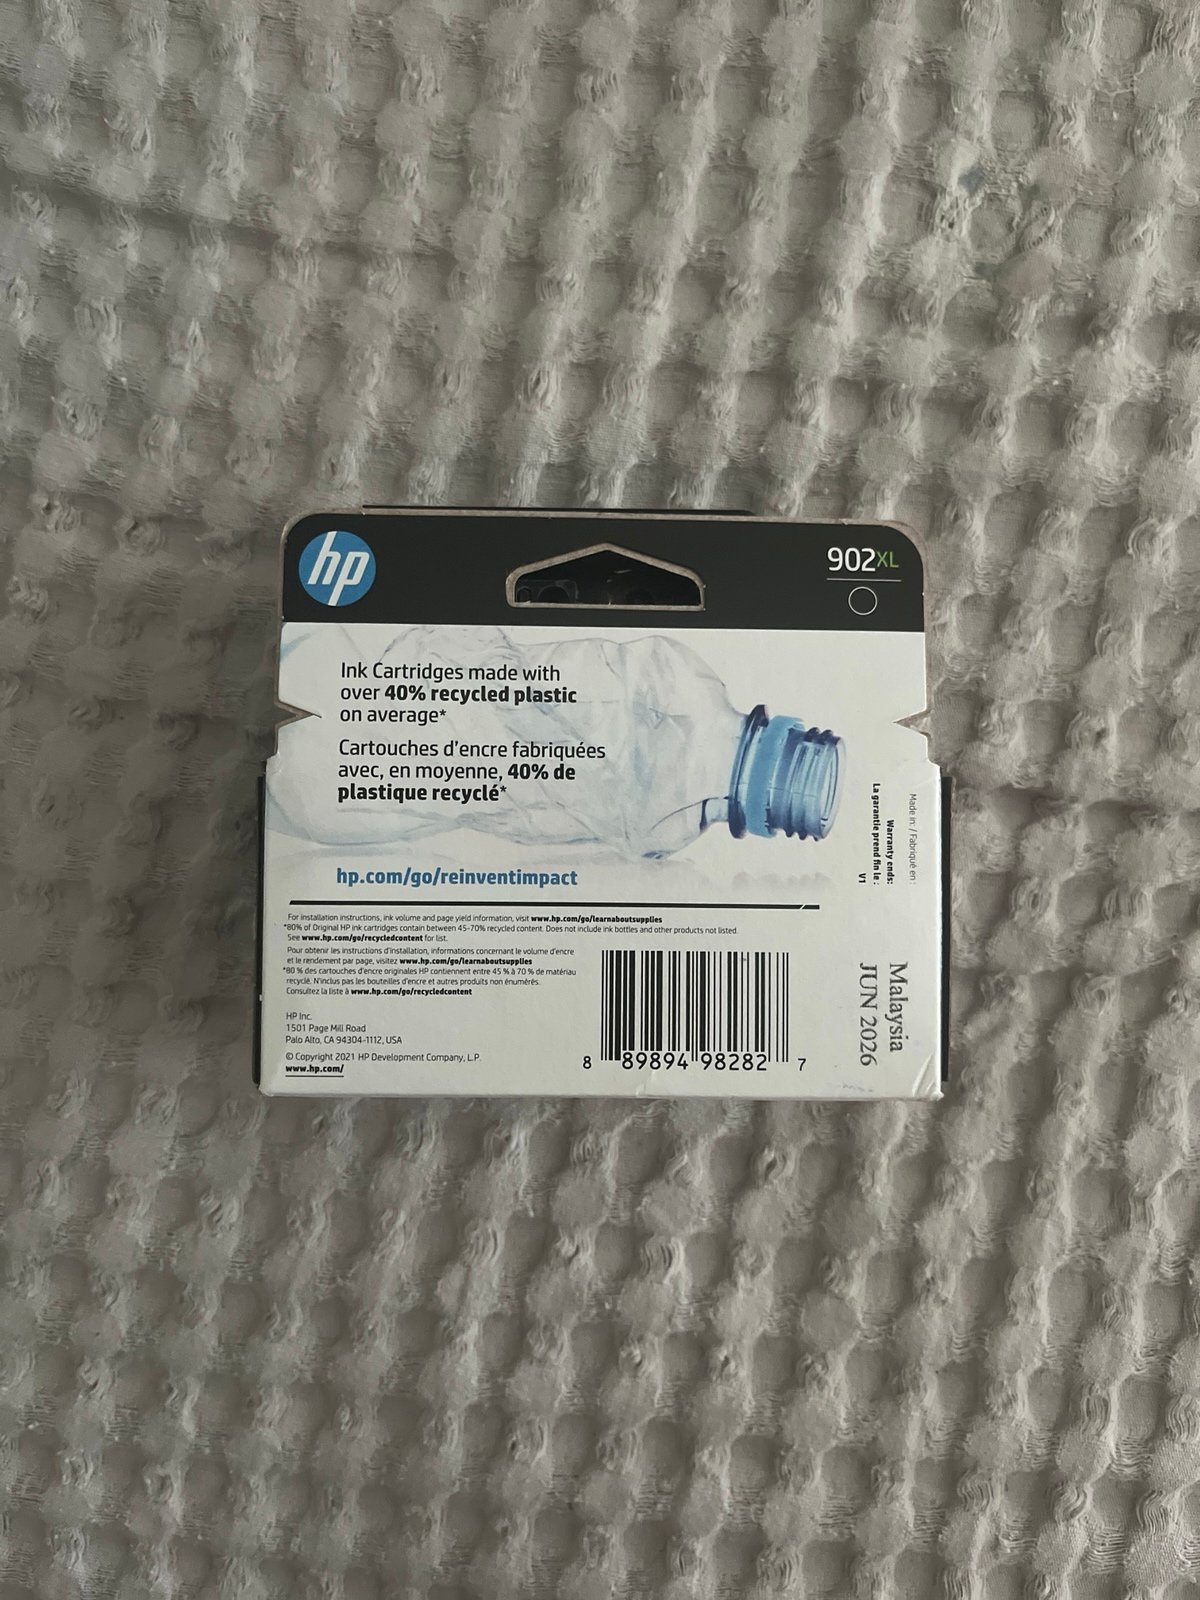 hp
902XL
Ink Cartridges made with
over 40% recycled plastic
on average*
Cartouches d'encre fabriquées
avec, en moyenne, 40% de
plastique recyclé*
hp.com/go/reinventimpact
Made in: / Fabriqué en :
Warranty ends:
La garantie prend fin le :
V1
Malaysia
JUN 2026
For installation instructions, ink volume and page yield information, visit www.hp.com/go/learnaboutsupplies
*80% of Original HP ink cartridges contain between 45-70% recycled content. Does not include ink bottles and other products not listed.
See www.hp.com/go/recycledcontent for list.
Pour obtenir les instructions d'installation, informations concernant le volume d'encre
et le rendement par page, visitez www.hp.com/go/learnaboutsupplies
*80 % des cartouches d'encre originales HP contiennent entre 45 % à 70 % de matériau
recyclé. N'inclus pas les bouteilles d'encre et autres produits non énumérés.
Consultez la liste à www.hp.com/go/recycledcontent
HP Inc.
1501 Page Mill Road
Palo Alto, CA 94304-1112, USA
© Copyright 2021 HP Development Company, L.P.
www.hp.com/
8 89894 98282 7